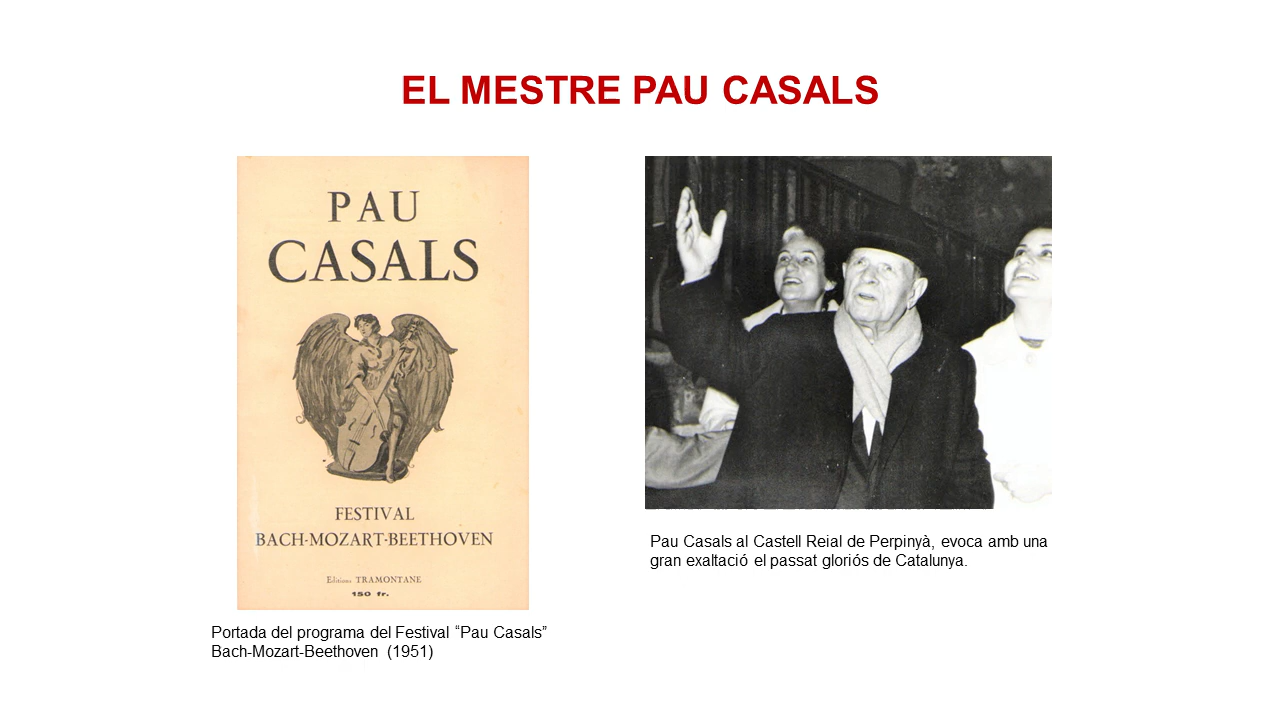 EL MESTRE PAU CASALS
PAU
CASALS
FESTIVAL
BACH-MOZART-BEETHOVEN
Editions TRAMONTANE
150 fr.
Portada del programa del Festival “Pau Casals”
Bach-Mozart-Beethoven (1951)
Pau Casals al Castell Reial de Perpinyà, evoca amb una
gran exaltació el passat gloriós de Catalunya.